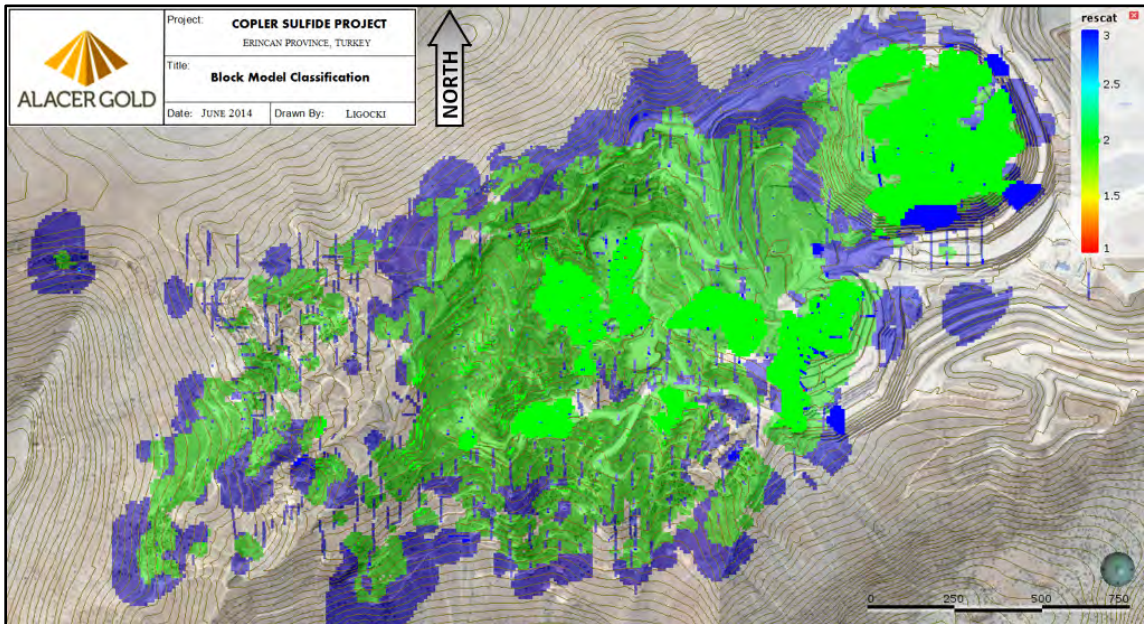 ALACER GOLD
Project: COPLER SULFIDE PROJECT
ERINCAN PROVINCE, TURKEY
Title:
Block Model Classification
Date: JUNE 2014 Drawn By: LIGOCKI
NORTH
rescat
3
2.5
2
1.5
1
0 250 500 750